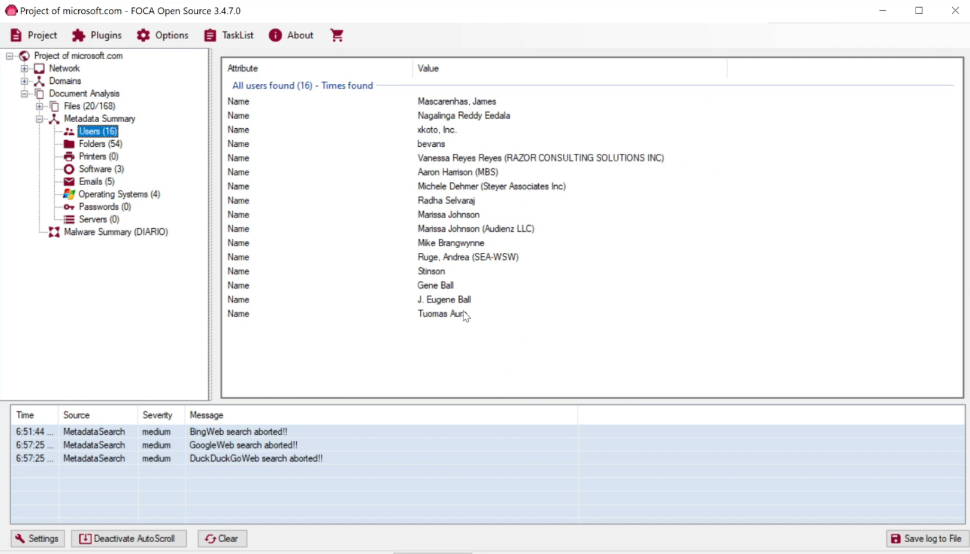 Project of microsoft.com - FOCA Open Source 3.4.7.0
Project Plugins Options TaskList About
Project of microsoft.com
Network
Domains
Document Analysis
Files (20/168)
Metadata Summary
Users (16)
Folders (54)
Printers (0)
Software (3)
Emails (5)
Operating Systems (4)
Passwords (0)
Servers (0)
Malware Summary (DIARIO)
Attribute Value
All users found (16) - Times found
Name Mascarenhas, James
Name Nagalinga Reddy Eedala
Name xkoto, Inc.
Name bevans
Name Vanessa Reyes Reyes (RAZOR CONSULTING SOLUTIONS INC)
Name Aaron Harrison (MBS)
Name Michele Dehmer (Steyer Associates Inc)
Name Radha Selvaraj
Name Marissa Johnson
Name Marissa Johnson (Audienz LLC)
Name Mike Brangwynne
Name Ruge, Andrea (SEA-WSW)
Name Stinson
Name Gene Ball
Name J. Eugene Ball
Name Tuomas
Time Source Severity Message
6:51:44 ... MetadataSearch medium BingWeb search aborted!!
6:57:25 ... MetadataSearch medium GoogleWeb search aborted!!
6:57:25 ... MetadataSearch medium DuckDuckGoWeb search aborted!!
Settings Deactivate AutoScroll Clear Save log to File